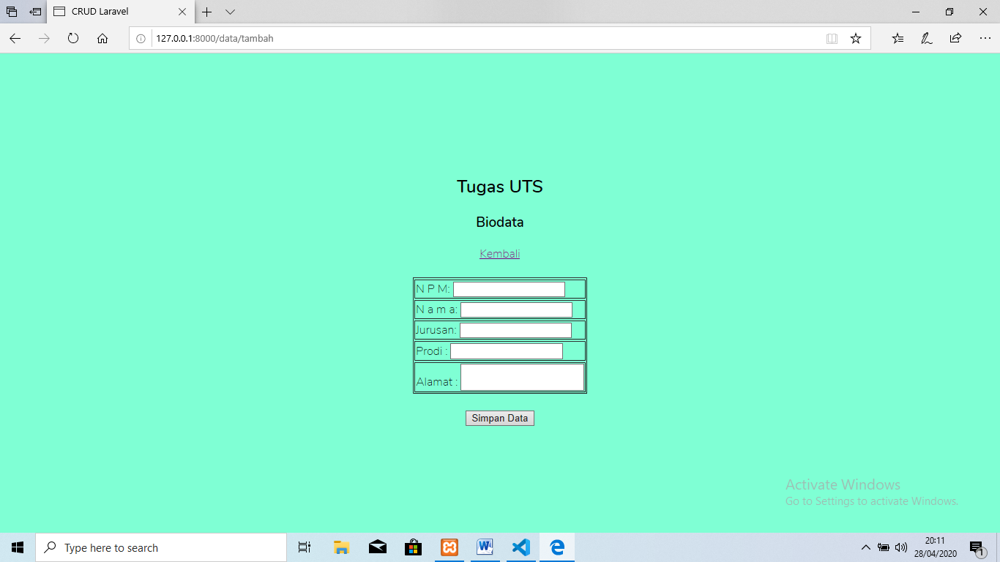 CRUD Laravel
127.0.0.1:8000/data/tambah
Tugas UTS
Biodata
Kembali
N P M:
N a m a:
Jurusan:
Prodi :
Alamat :
Simpan Data
Activate Windows
Go to Settings to activate Windows.
Type here to search
20:11
28/04/2020
1